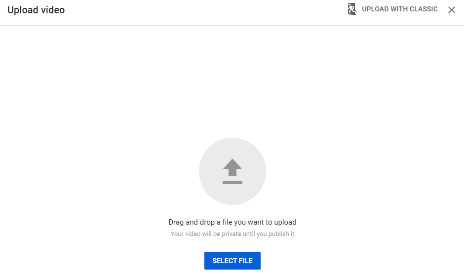 Upload video
UPLOAD WITH CLASSIC
Drag and drop a file you want to upload
Your video will be private until you publish it
SELECT FILE